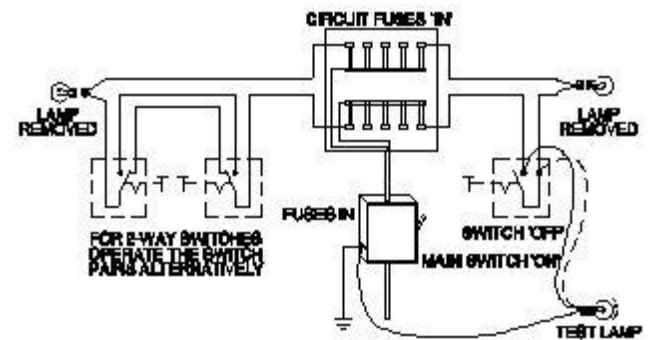 CIRCUIT FUSES 'IN'
LAMP
REMOVED
LAMP
REMOVED
FUSES IN
SWITCH 'OFF'
FOR 2-WAY SWITCHES
OPERATE THE SWITCH
PAIRS ALTERNATIVELY
MAIN SWITCH 'ON'
TEST LAMP